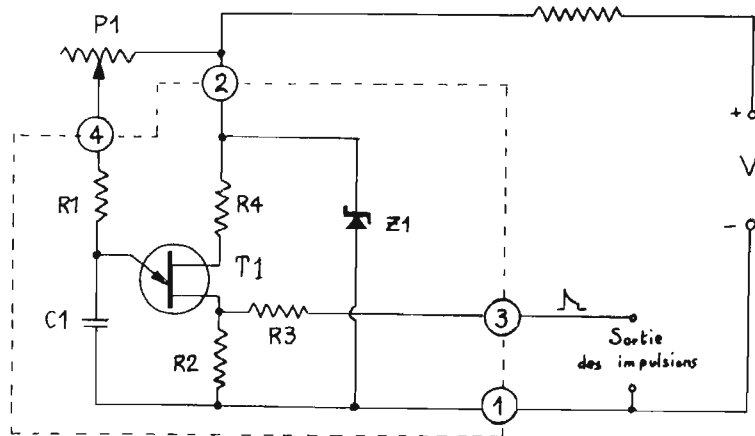 P1
2
4
+
R1
R4
Z1
V
T1
-
C1
R3
3
R2
Sortie
des impulsions
1